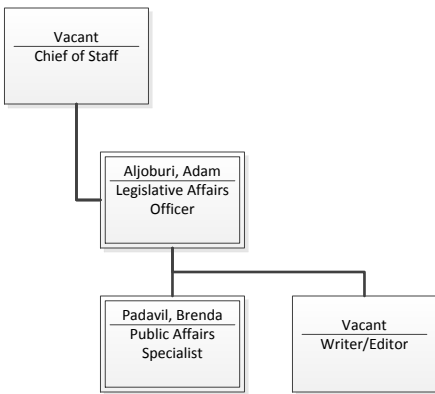 Vacant
Chief of Staff
Aljoburi, Adam
Legislative Affairs
Officer
Padavil, Brenda
Public Affairs
Specialist
Vacant
Writer/Editor